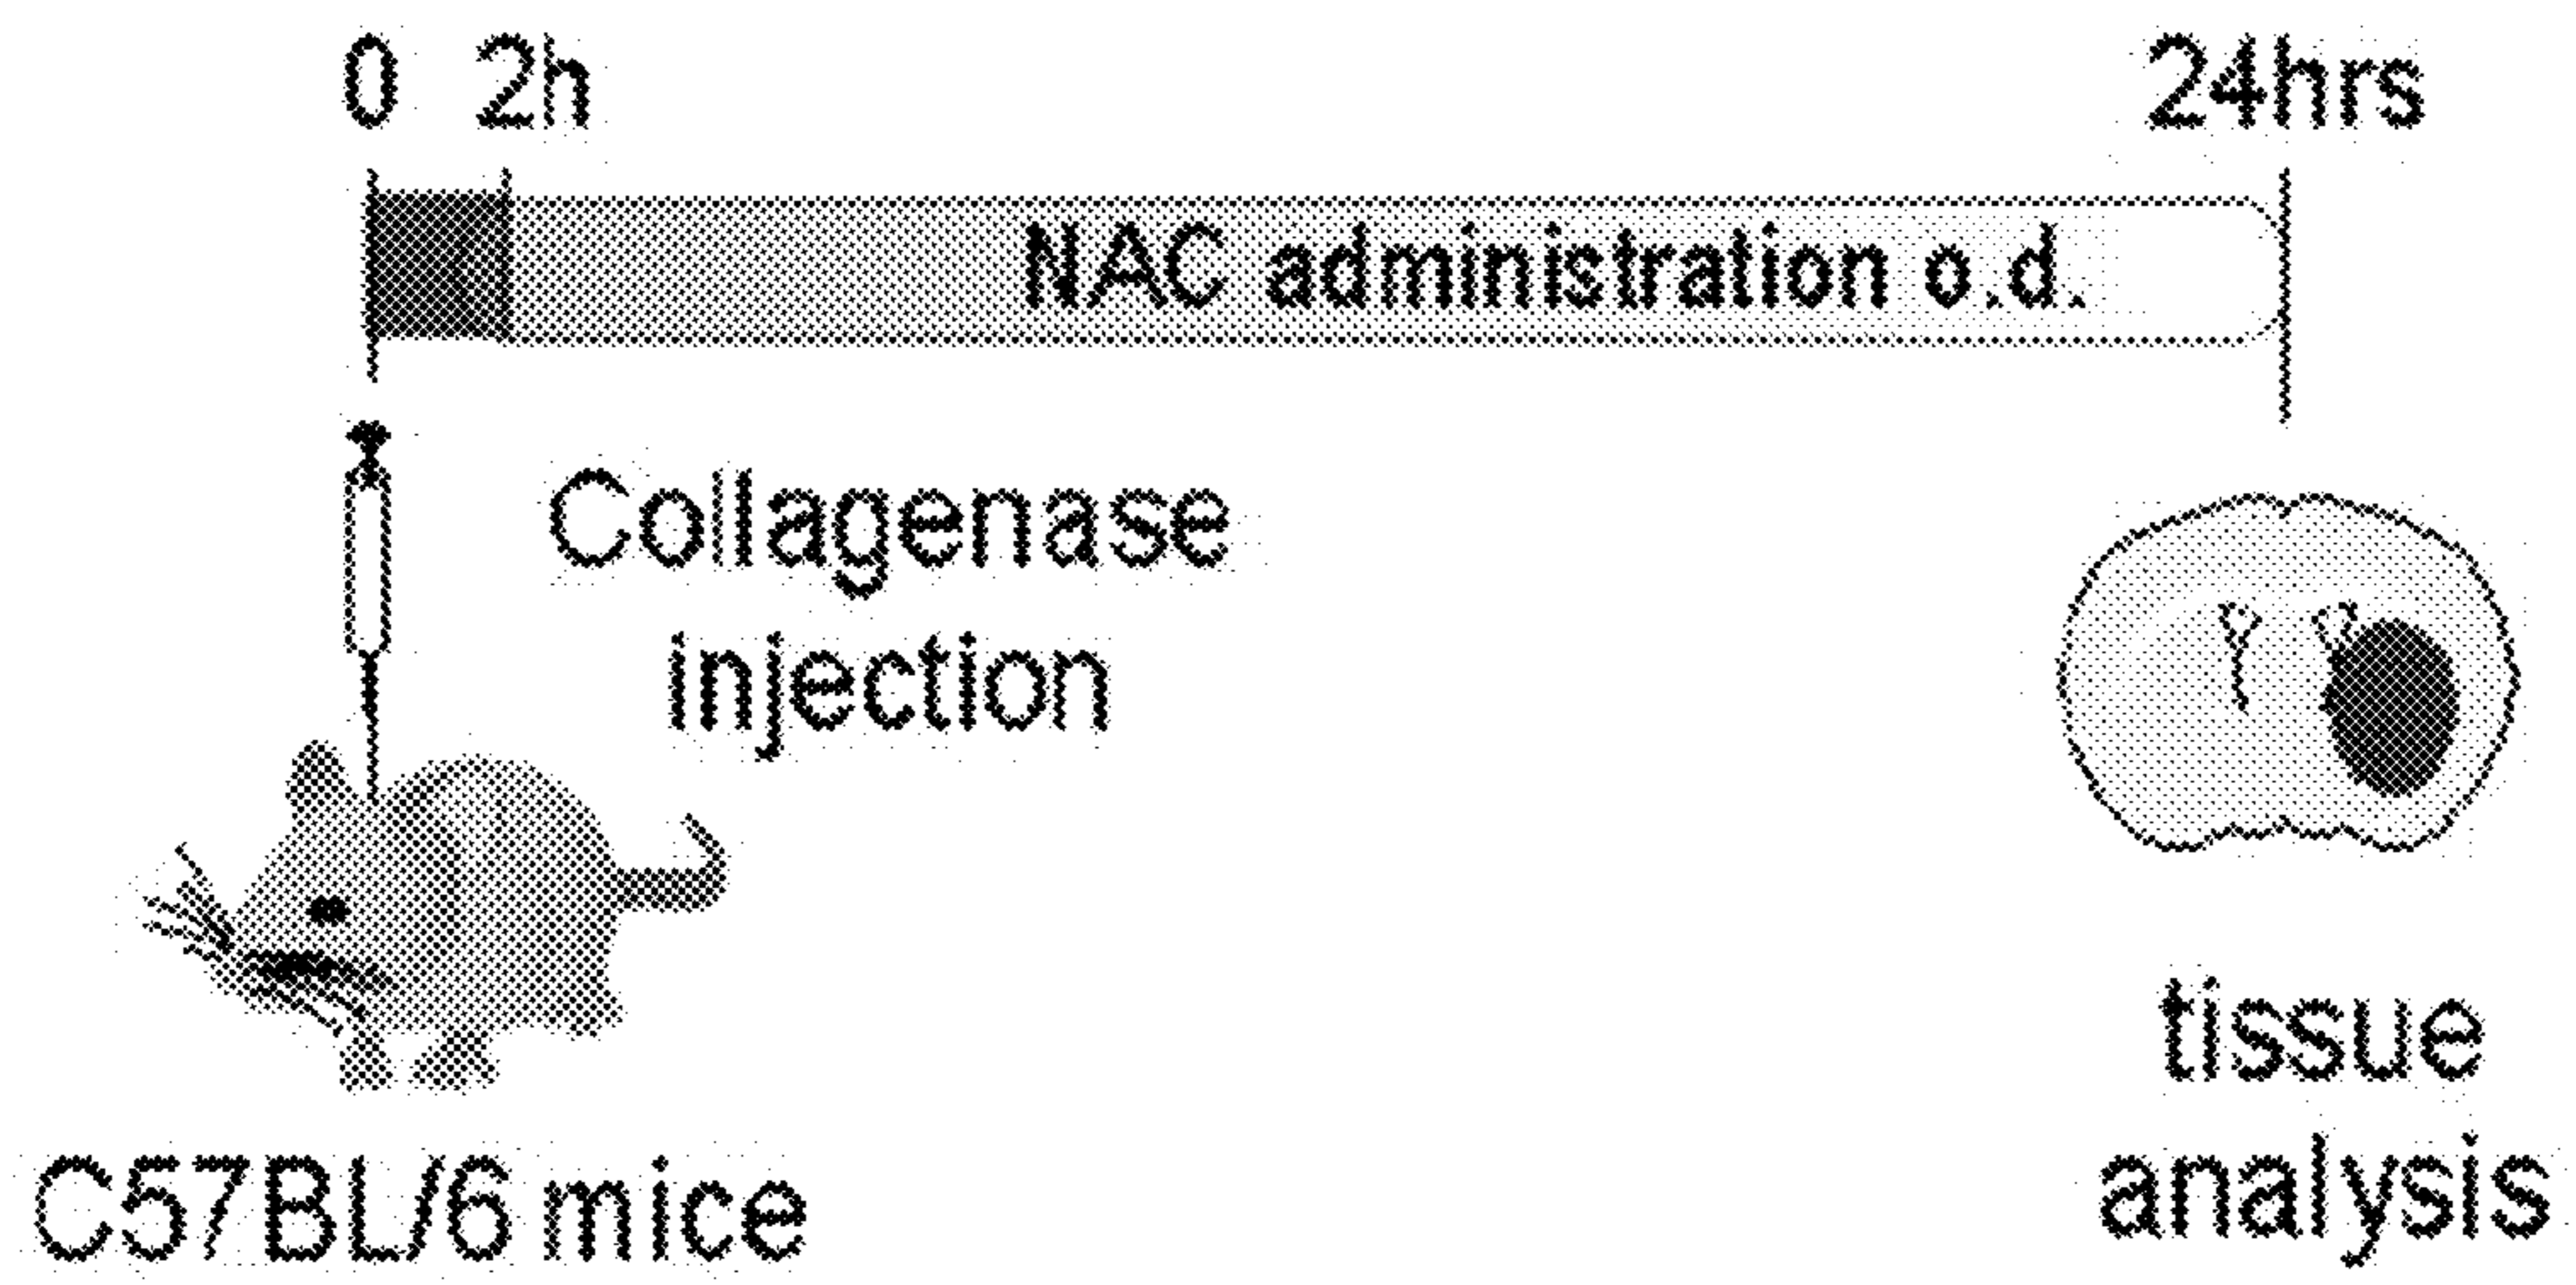 0 2h 24hrs
NAC administration o.d.
Collagenase
injection
C57BL/6 mice
tissue
analysis